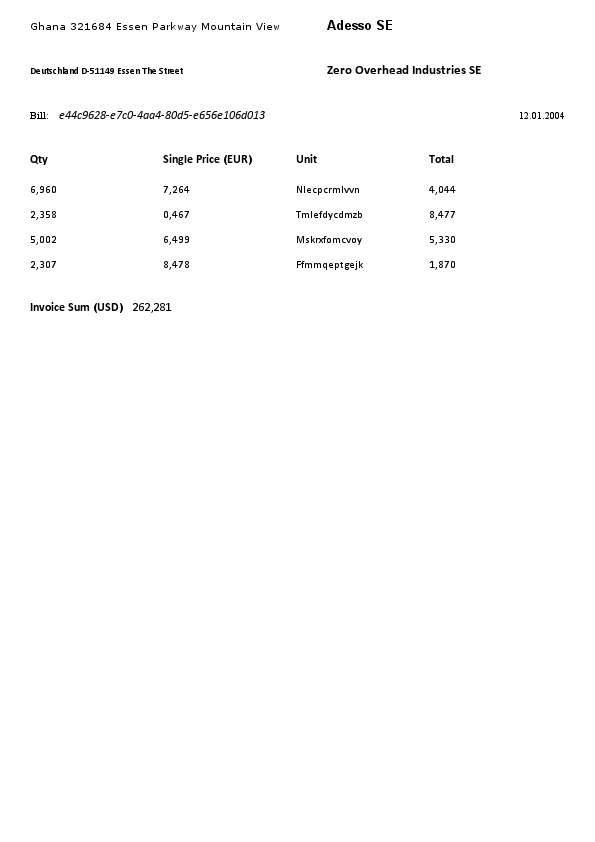 Ghana 321684 Essen Parkway Mountain View Adesso SE
Deutschland D-51149 Essen The Street Zero Overhead Industries SE
Bill: e44c9628-e7c0-4aa4-80d5-e656e106d013 12.01.2004
Qty Single Price (EUR) Unit Total
6,960 7,264 Nlecpcrmlvvn 4,044
2,358 0,467 Tmlefdycdmzb 8,477
5,002 6,499 Mskrxfomcvoy 5,330
2,307 8,478 Ffmmqeptgejk 1,870
Invoice Sum (USD) 262,281